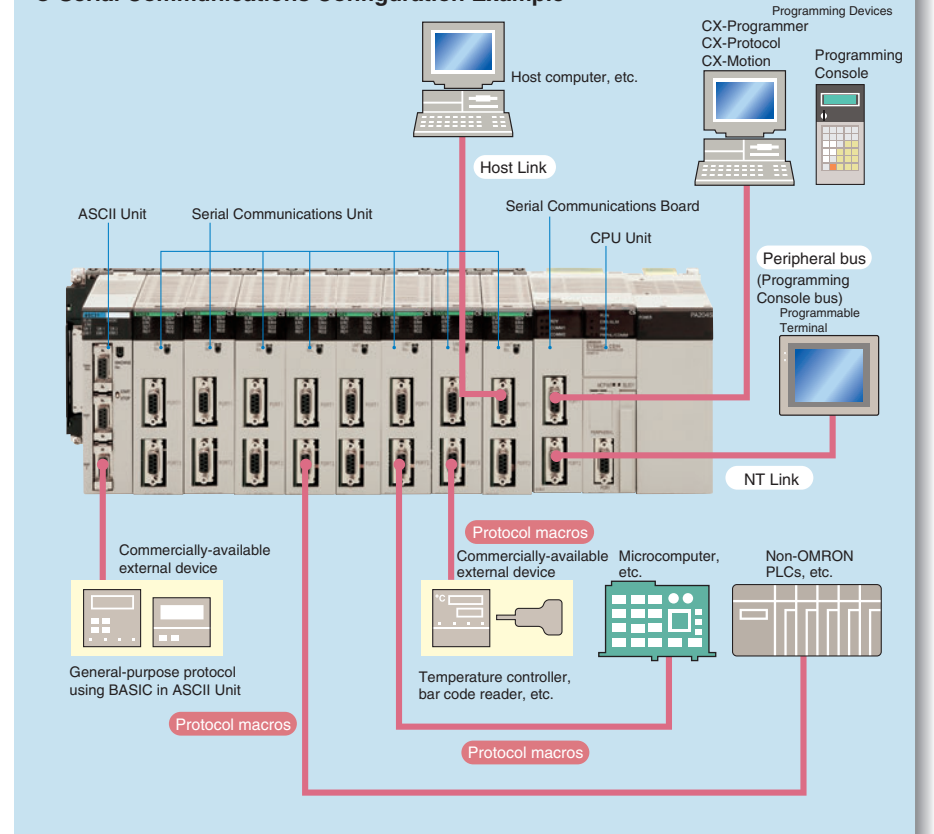 Serial Communications Configuration Example
Programming Devices
CX-Programmer
CX-Protocol
CX-Motion
Programming
Console
Host computer, etc.
Host Link
ASCII Unit
Serial Communications Unit
Serial Communications Board
CPU Unit
Peripheral bus
(Programming
Console bus)
Programmable
Terminal
NT Link
Protocol macros
Commercially-available
external device
Commercially-available
external device
Microcomputer,
etc.
Non-OMRON
PLCs, etc.
°C
General-purpose protocol
using BASIC in ASCII Unit
Temperature controller,
bar code reader, etc.
Protocol macros
Protocol macros